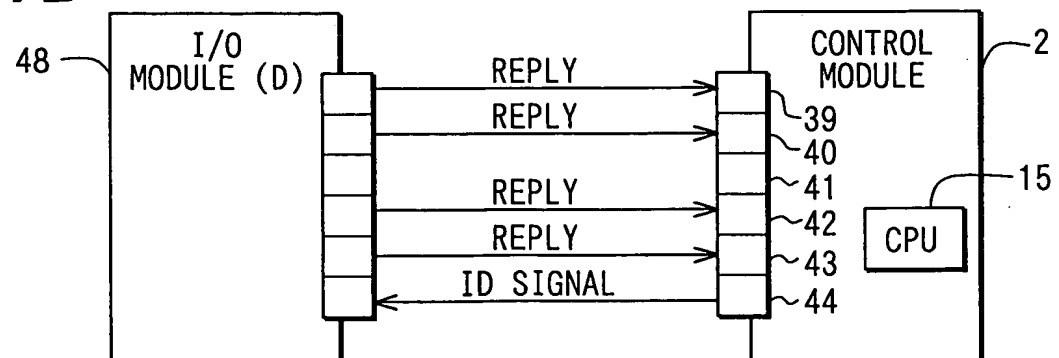 48
I/O
MODULE (D)
REPLY
REPLY
REPLY
REPLY
ID SIGNAL
CONTROL
MODULE
2
39
40
41
42
43
44
15
CPU